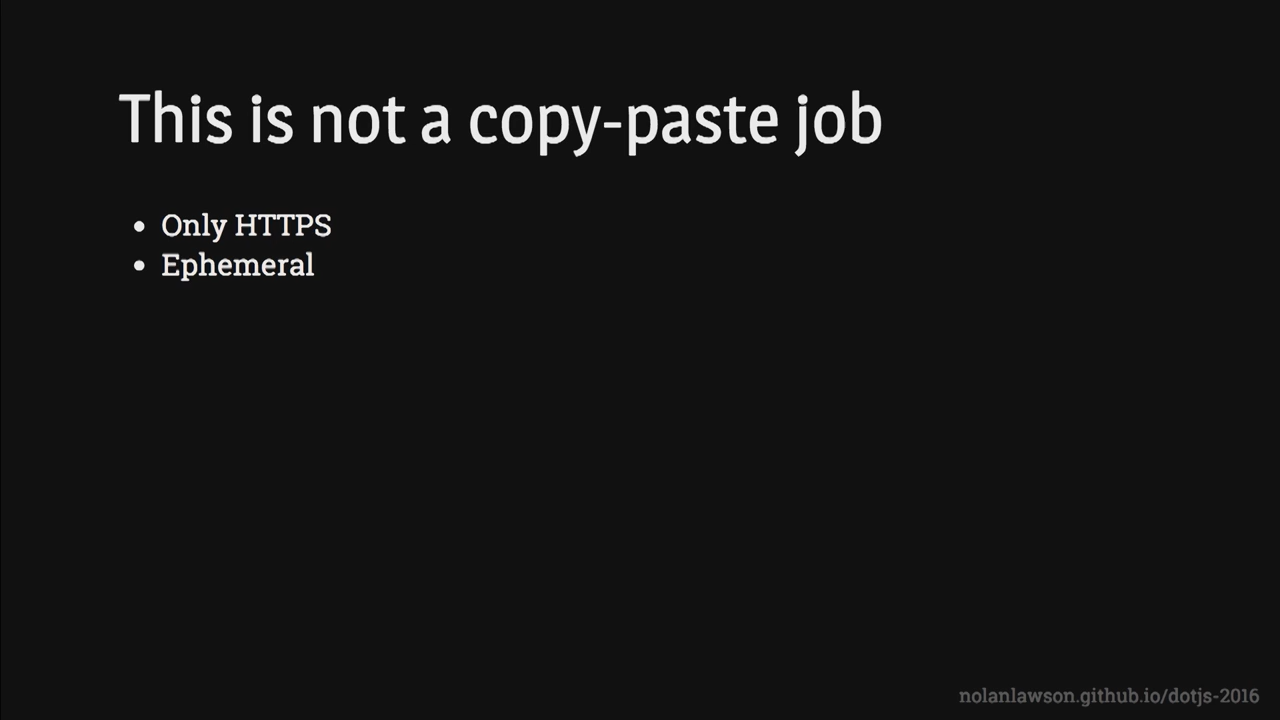 This is not a copy-paste job
• Only HTTPS
• Ephemeral
nolanlawson.github.io/dotjs-2016